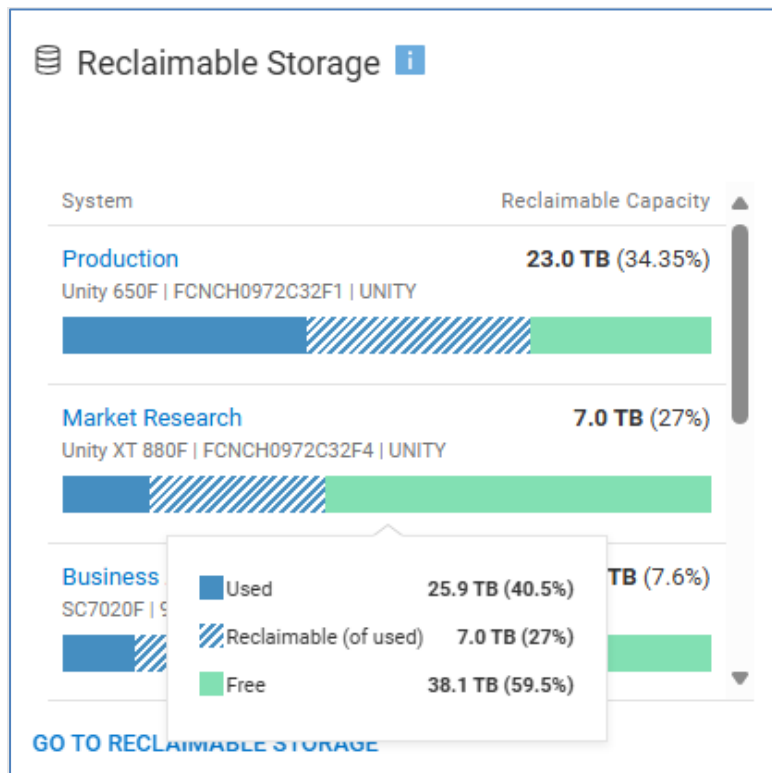 Reclaimable Storage i
System Reclaimable Capacity
Production 23.0 TB (34.35%)
Unity 650F | FCNCH0972C32F1 | UNITY
Market Research 7.0 TB (27%)
Unity XT 880F | FCNCH0972C32F4 | UNITY
Business TB (7.6%)
SC7020F | 9
Used 25.9 TB (40.5%)
Reclaimable (of used) 7.0 TB (27%)
Free 38.1 TB (59.5%)
GO TO RECLAIMABLE STORAGE